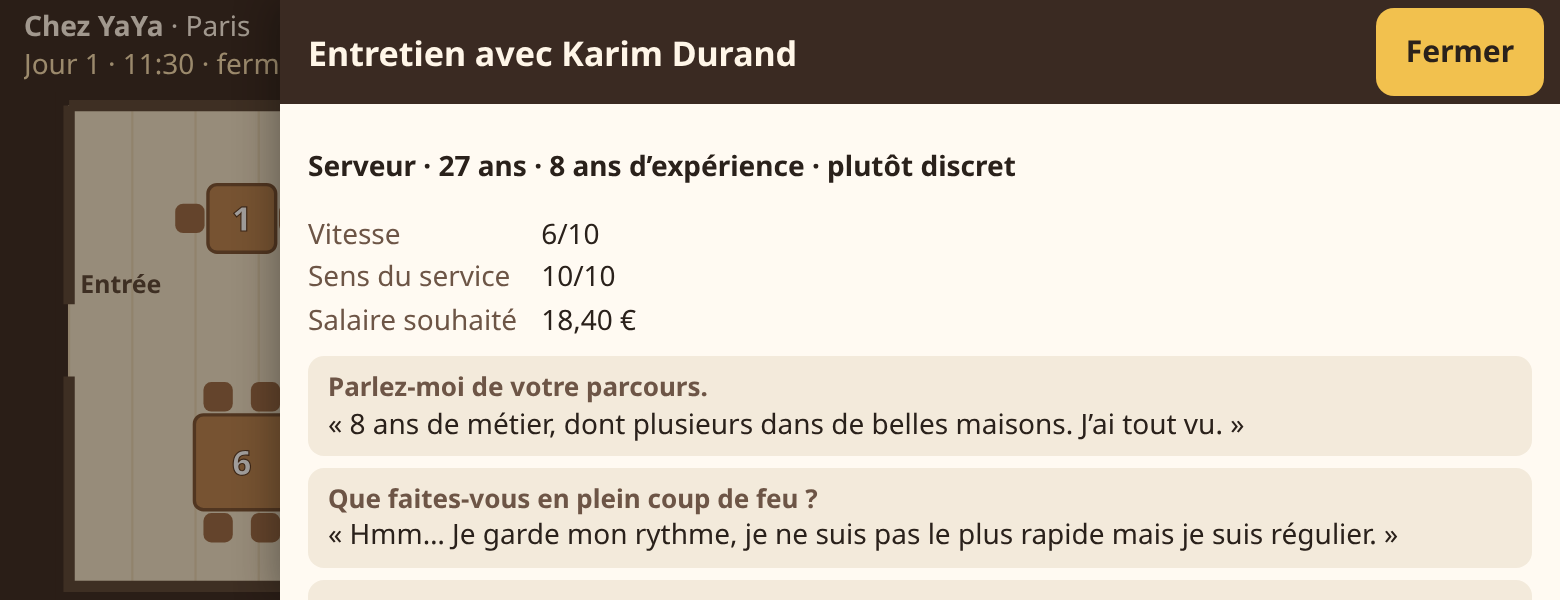 Chez YaYa · Paris
Jour 1 · 11:30 · ferm
Entretien avec Karim Durand
Fermer
1
Entrée
6
Serveur · 27 ans · 8 ans d’expérience · plutôt discret
Vitesse 6/10
Sens du service 10/10
Salaire souhaité 18,40 €
Parlez-moi de votre parcours.
« 8 ans de métier, dont plusieurs dans de belles maisons. J’ai tout vu. »
Que faites-vous en plein coup de feu ?
« Hmm… Je garde mon rythme, je ne suis pas le plus rapide mais je suis régulier. »